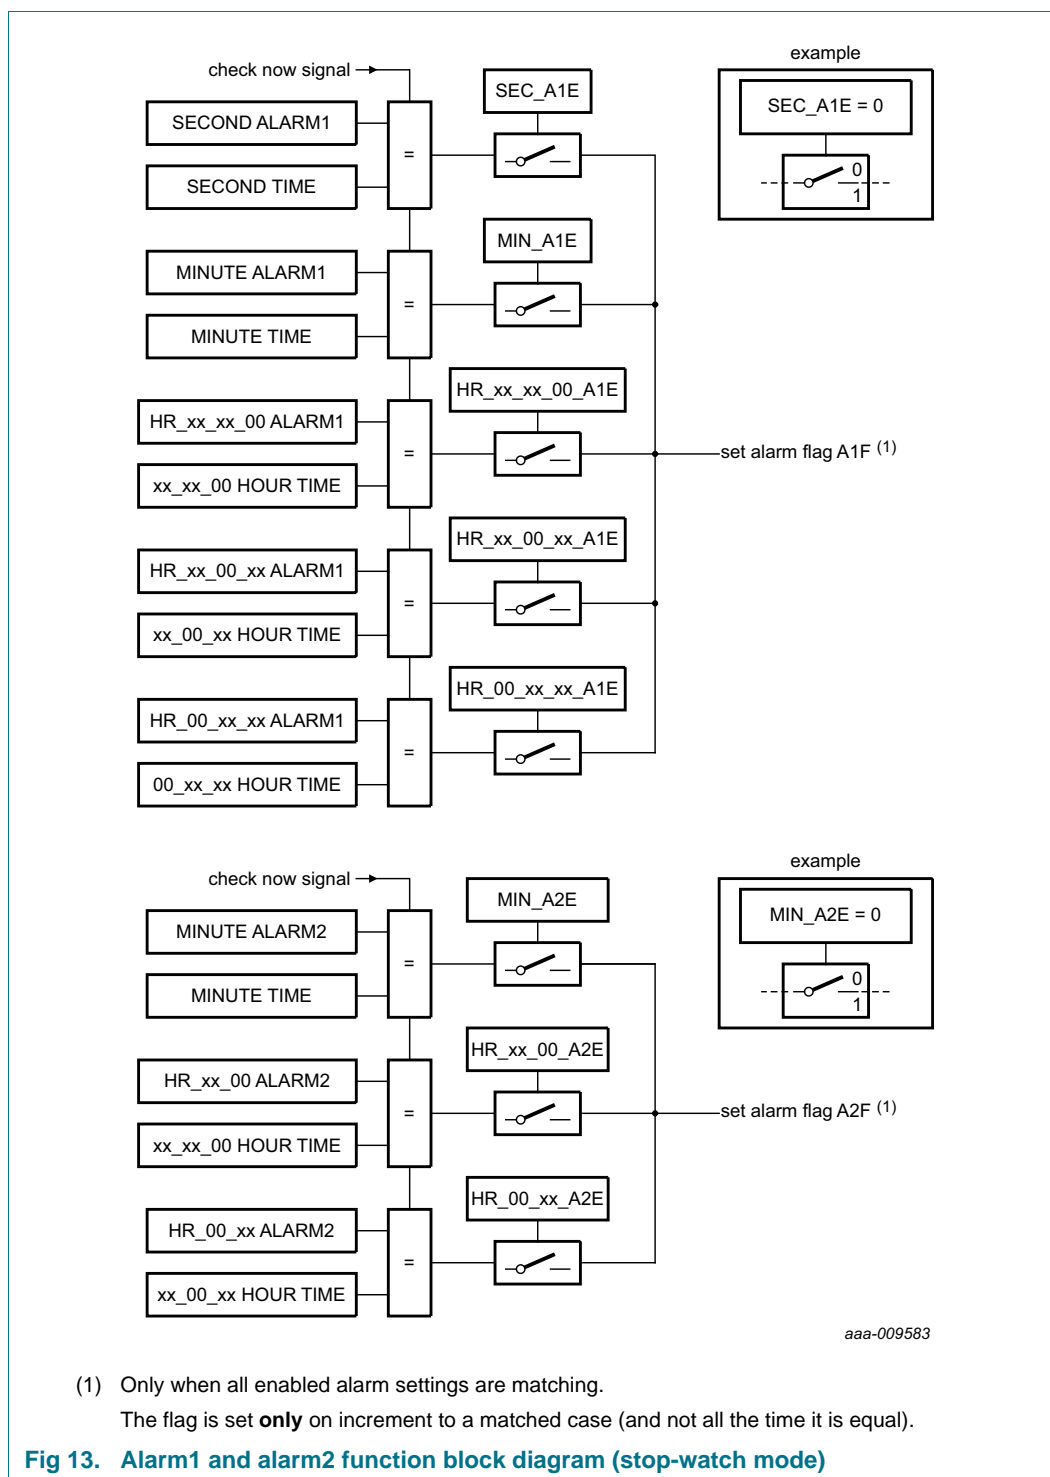 example
check now signal
SEC_A1E
SEC_A1E = 0
SECOND ALARM1
=
0
1
SECOND TIME
MIN_A1E
MINUTE ALARM1
=
MINUTE TIME
HR_xx_xx_00_A1E
HR_xx_xx_00 ALARM1
=
set alarm flag A1F (1)
xx_xx_00 HOUR TIME
HR_xx_00_xx_A1E
HR_xx_00_xx ALARM1
=
xx_00_xx HOUR TIME
HR_00_xx_xx_A1E
HR_00_xx_xx ALARM1
=
00_xx_xx HOUR TIME
example
check now signal
MIN_A2E
MIN_A2E = 0
MINUTE ALARM2
=
0
1
MINUTE TIME
HR_xx_00_A2E
HR_xx_00 ALARM2
=
set alarm flag A2F (1)
xx_xx_00 HOUR TIME
HR_00_xx_A2E
HR_00_xx ALARM2
=
xx_00_xx HOUR TIME
aaa-009583
(1) Only when all enabled alarm settings are matching.
The flag is set only on increment to a matched case (and not all the time it is equal).
Fig 13. Alarm1 and alarm2 function block diagram (stop-watch mode)